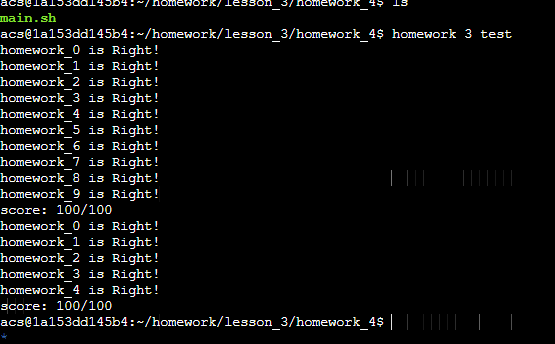 acs@1a153dd145b4:~/homework/lesson_3/homework_4$ ls
main.sh
acs@1a153dd145b4:~/homework/lesson_3/homework_4$ homework 3 test
homework_0 is Right!
homework_1 is Right!
homework_2 is Right!
homework_3 is Right!
homework_4 is Right!
homework_5 is Right!
homework_6 is Right!
homework_7 is Right!
homework_8 is Right!
homework_9 is Right!
score: 100/100
homework_0 is Right!
homework_1 is Right!
homework_2 is Right!
homework_3 is Right!
homework_4 is Right!
score: 100/100
acs@1a153dd145b4:~/homework/lesson_3/homework_4$